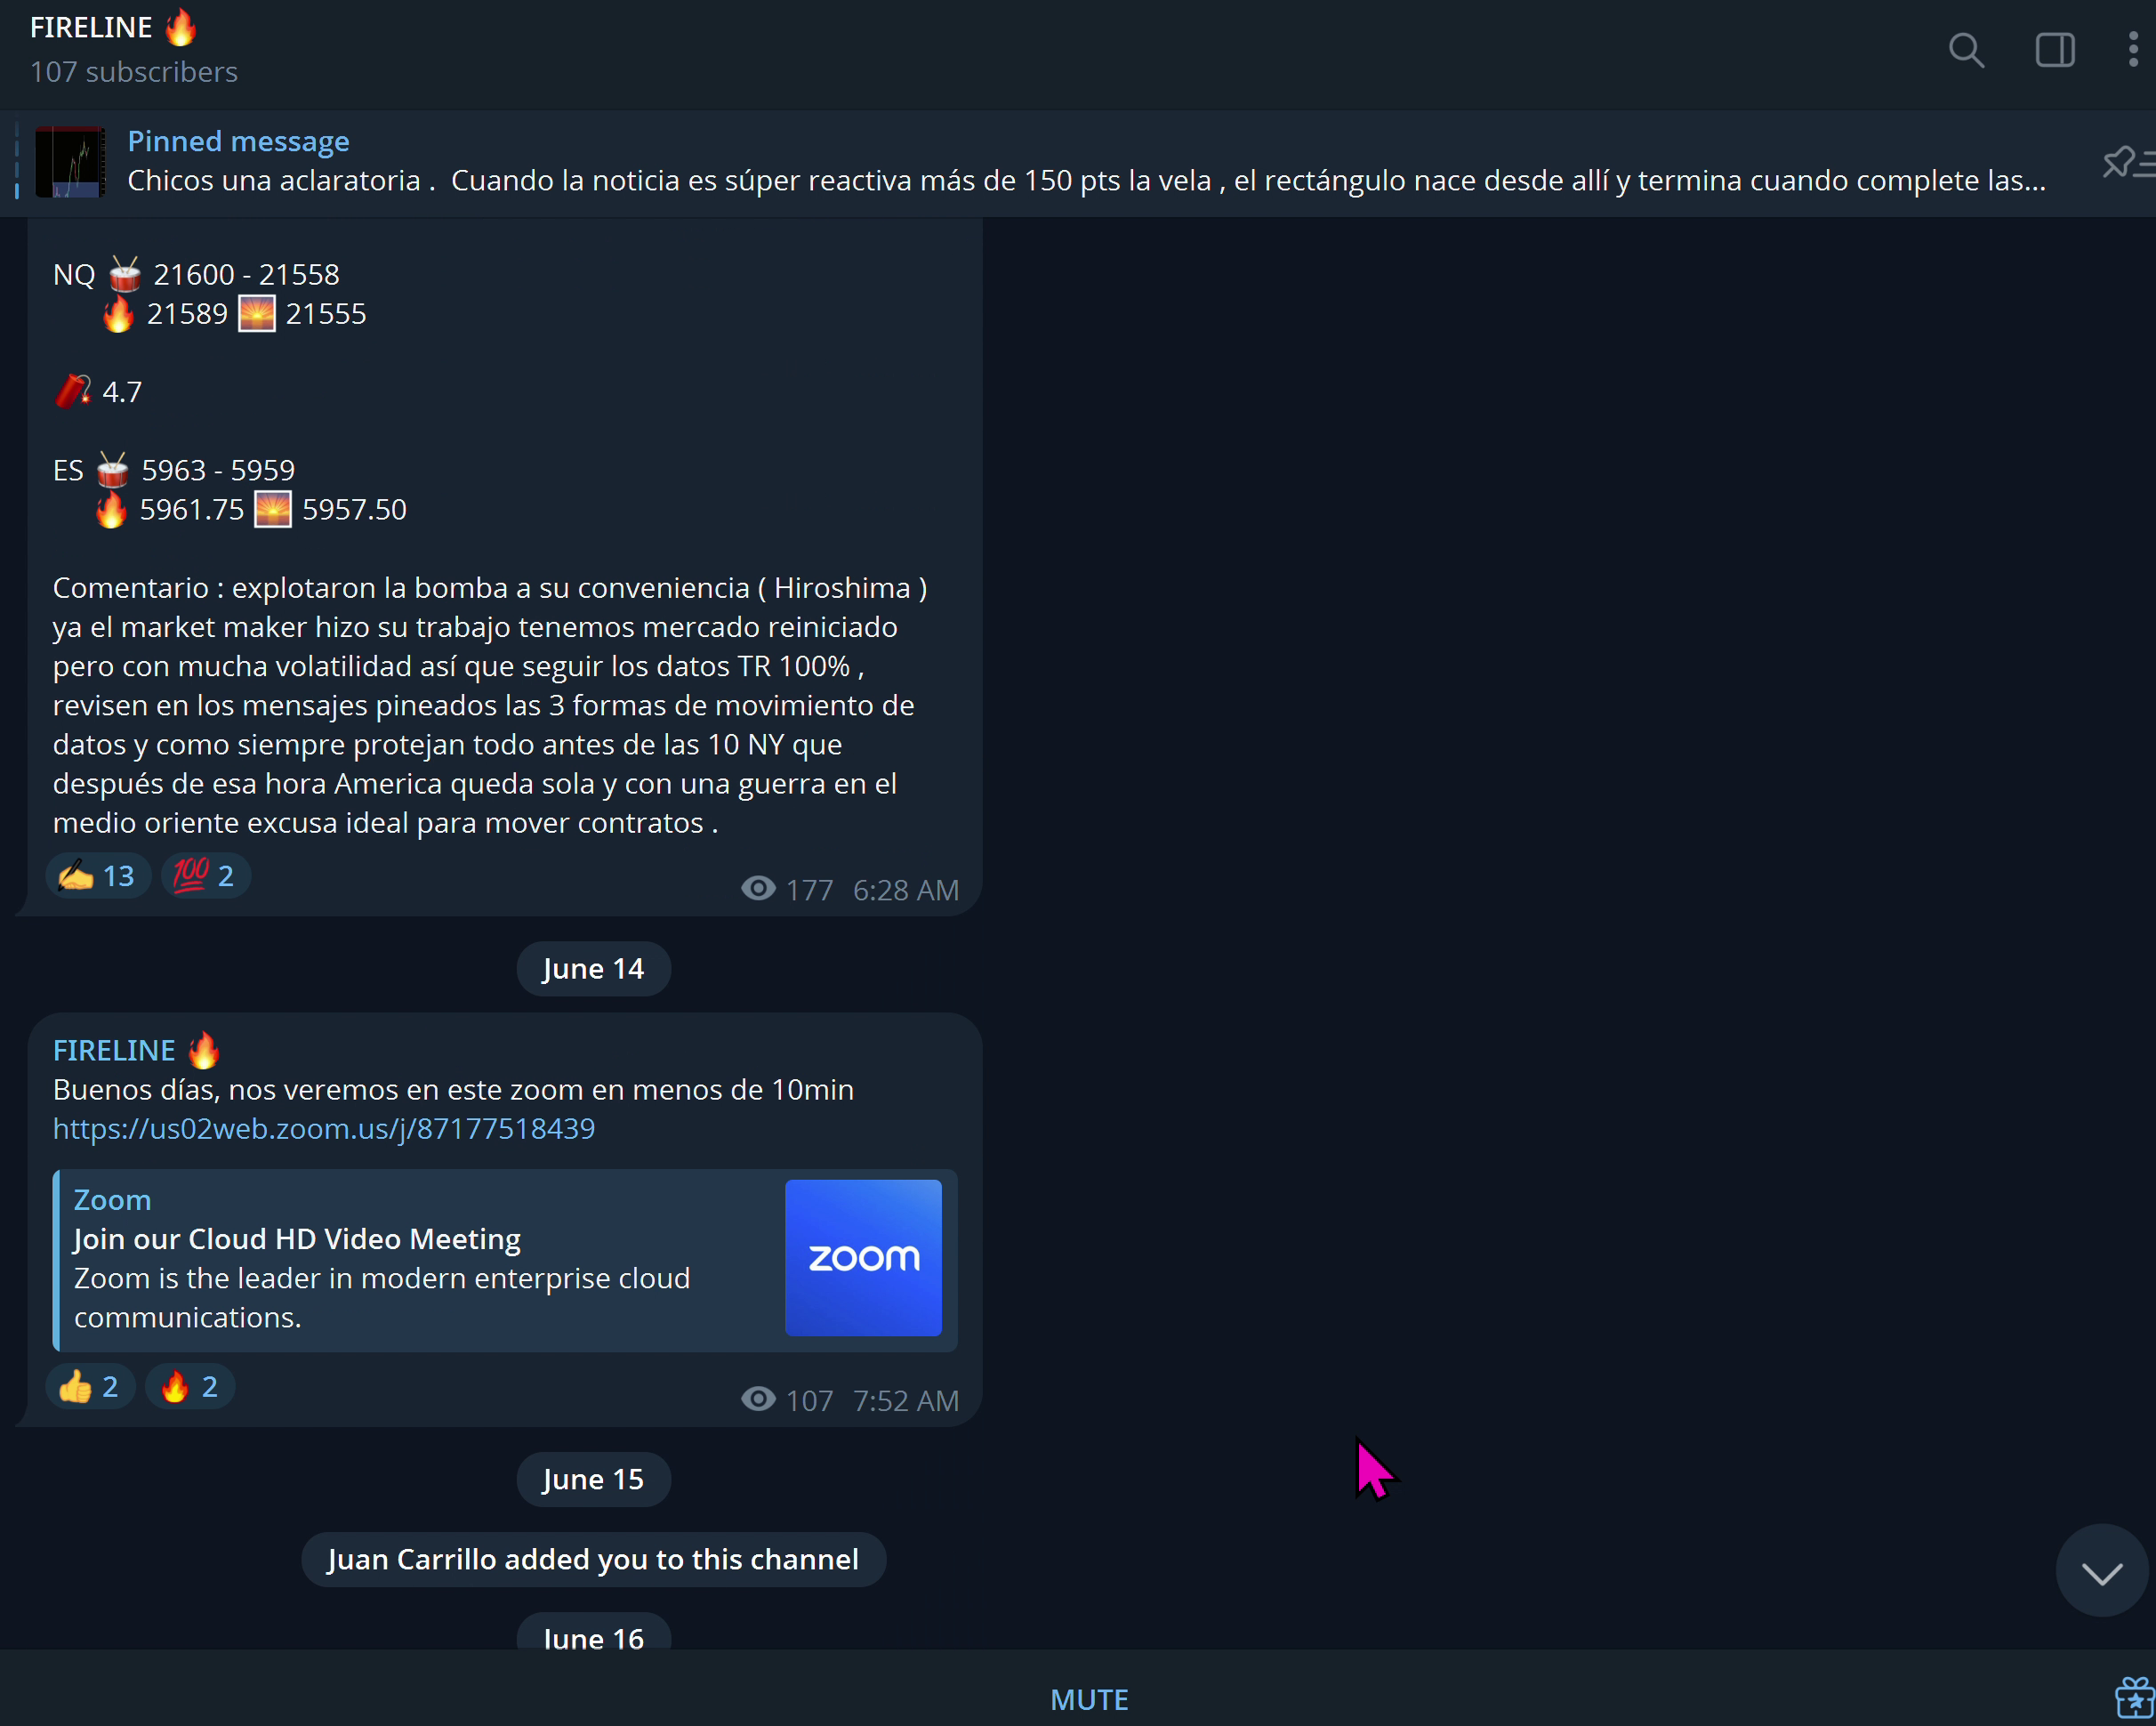 FIRELINE 🔥
107 subscribers
Pinned message
Chicos una aclaratoria .  Cuando la noticia es súper reactiva más de 150 pts la vela , el rectángulo nace desde allí y termina cuando complete las...
NQ 🥁 21600 - 21558
🔥 21589 🌅 21555
🧨 4.7
ES 🥁 5963 - 5959
🔥 5961.75 🌅 5957.50
Comentario : explotaron la bomba a su conveniencia ( Hiroshima )
ya el market maker hizo su trabajo tenemos mercado reiniciado
pero con mucha volatilidad así que seguir los datos TR 100% ,
revisen en los mensajes pineados las 3 formas de movimiento de
datos y como siempre protejan todo antes de las 10 NY que
después de esa hora America queda sola y con una guerra en el
medio oriente excusa ideal para mover contratos .
✍️ 13 💯 2
177 6:28 AM
June 14
FIRELINE 🔥
Buenos días, nos veremos en este zoom en menos de 10min
https://us02web.zoom.us/j/87177518439
Zoom
Join our Cloud HD Video Meeting
Zoom is the leader in modern enterprise cloud
communications.
zoom
👍 2 🔥 2
107 7:52 AM
June 15
Juan Carrillo added you to this channel
June 16
MUTE